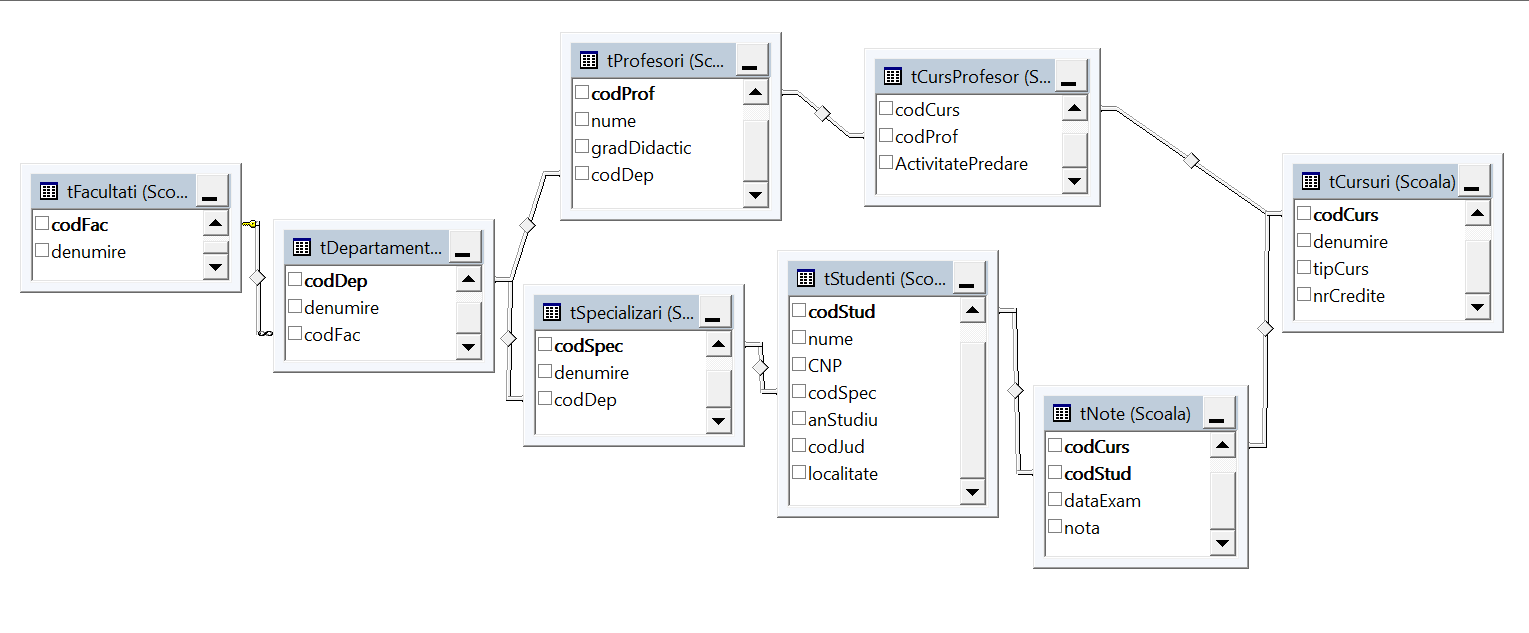 tFacultati (Sco...
codFac
denumire
tDepartament...
codDep
denumire
codFac
tProfesori (Sc...
codProf
nume
gradDidactic
codDep
tSpecializari (S...
codSpec
denumire
codDep
tStudenti (Sco...
codStud
nume
CNP
codSpec
anStudiu
codJud
localitate
tCursProfesor (S...
codCurs
codProf
ActivitatePredare
tNote (Scoala)
codCurs
codStud
dataExam
nota
tCursuri (Scoala)
codCurs
denumire
tipCurs
nrCredite